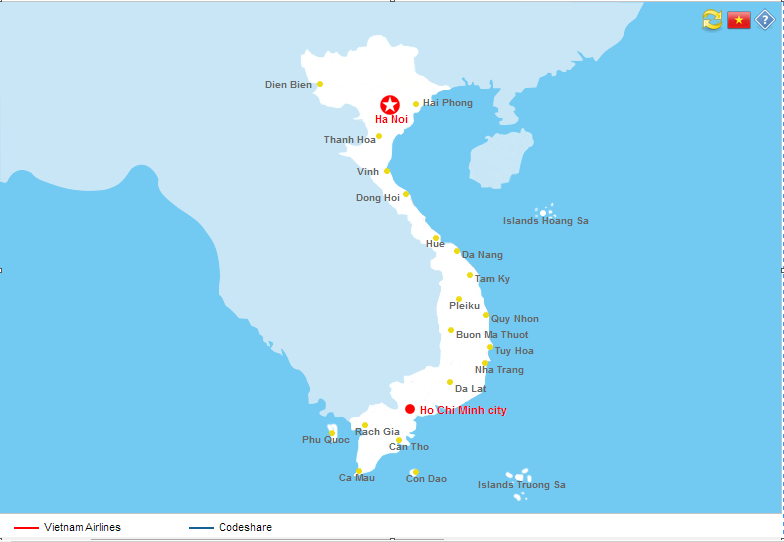 ?
Dien Bien
Hai Phong
Ha Noi
Thanh Hoa
Vinh
Dong Hoi
Islands Hoang Sa
Hue
Da Nang
Tam Ky
Pleiku
Quy Nhon
Buon Ma Thuot
Tuy Hoa
Nha Trang
Da Lat
Ho Chi Minh city
Rach Gia
Phu Quoc
Can Tho
Ca Mau
Con Dao
Islands Truong Sa
Vietnam Airlines
Codeshare